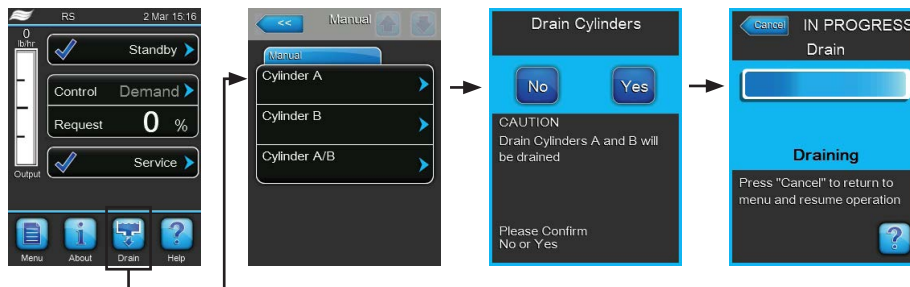 RS 2 Mar 15:16
0
lb/hr
Standby
Control Demand
Request 0 %
Service
Output
Menu About Drain Help
<< Manual
Manual
Cylinder A
Cylinder B
Cylinder A/B
Drain Cylinders
No Yes
CAUTION
Drain Cylinders A and B will
be drained
Please Confirm
No or Yes
Cancel IN PROGRESS
Drain
Draining
Press "Cancel" to return to
menu and resume operation
?